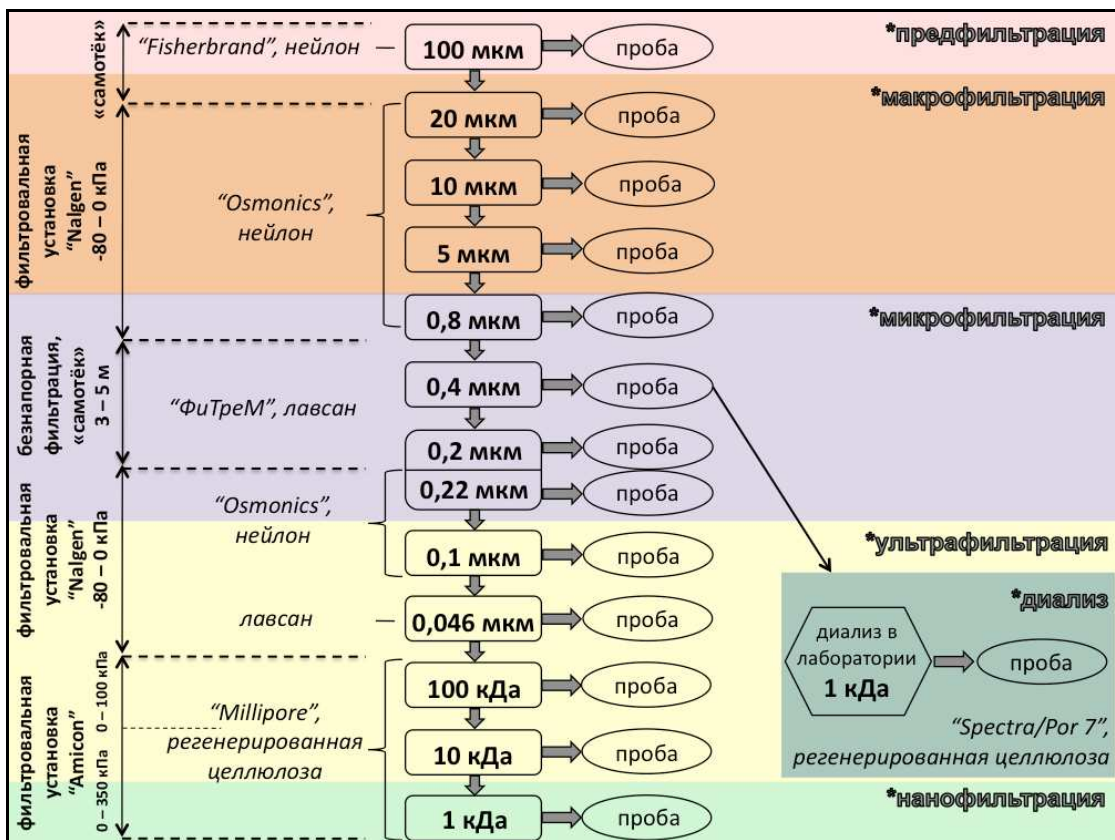 *предфильтрация
“Fisherbrand”, нейлон
100 мкм
проба
«самотёк»
*макрофильтрация
20 мкм
проба
10 мкм
проба
“Osmonics”,
нейлон
5 мкм
проба
фильтровальная
установка
“Nalgen”
-80 – 0 кПа
*микрофильтрация
0,8 мкм
проба
0,4 мкм
проба
“ФиТреМ”, лавсан
безнапорная
фильтрация,
«самотёк»
3 – 5 м
0,2 мкм
проба
0,22 мкм
проба
“Osmonics”,
нейлон
*ультрафильтрация
0,1 мкм
проба
лавсан
0,046 мкм
проба
фильтровальная
установка
“Nalgen”
-80 – 0 кПа
100 кДа
проба
“Millipore”,
регенерированная
целлюлоза
10 кДа
проба
фильтровальная
установка
“Amicon”
0 – 350 кПа
0 – 100 кПа
*диализ
диализ в
лаборатории
1 кДа
проба
“Spectra/Por 7”,
регенерированная целлюлоза
*нанофильтрация
1 кДа
проба